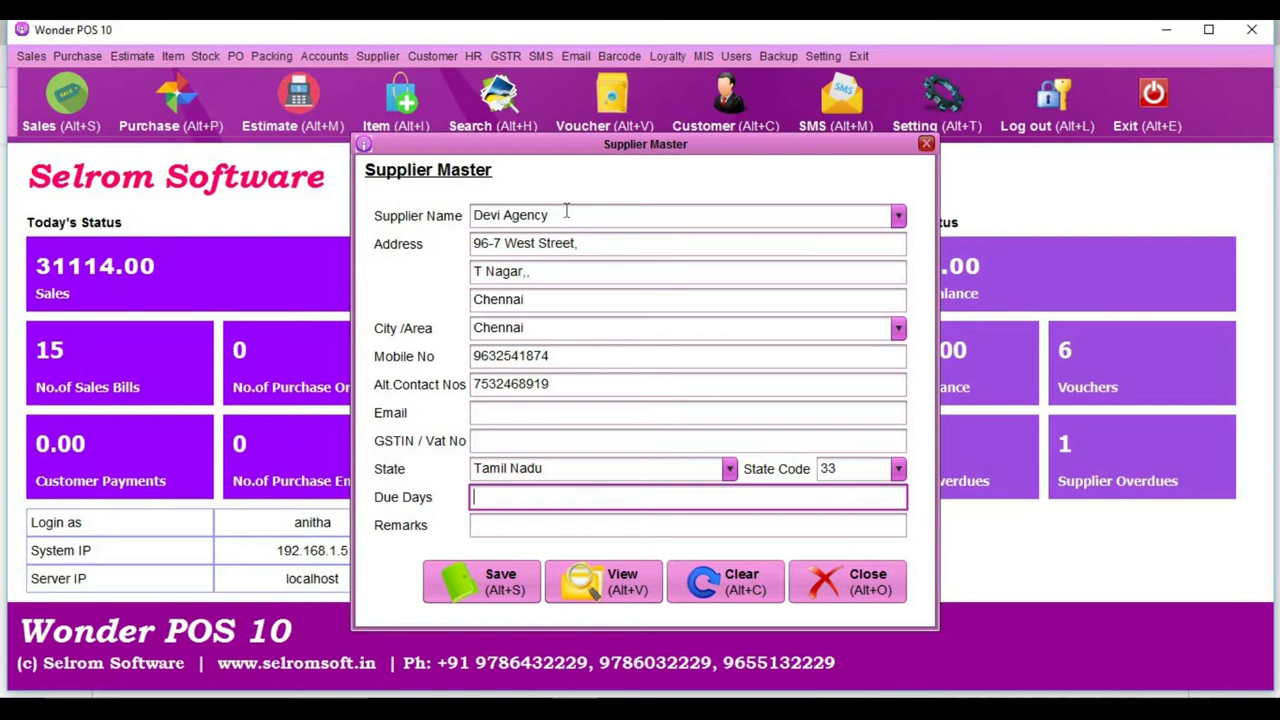 Wonder POS 10
Sales Purchase Estimate Item Stock PO Packing Accounts Supplier Customer HR GSTR SMS Email Barcode Loyalty MIS Users Backup Setting Exit
SALE SMS
Sales (Alt+S) Purchase (Alt+P) Estimate (Alt+M) Item (Alt+I) Search (Alt+H) Voucher (Alt+V) Customer (Alt+C) SMS (Alt+M) Setting (Alt+T) Log out (Alt+L) Exit (Alt+E)
Selrom Software
Today's Status
31114.00
Sales
15
No.of Sales Bills
0
No.of Purchase Or
0.00
Customer Payments
0
No.of Purchase En
Login as anitha
System IP 192.168.1.5
Server IP localhost
Supplier Master
Supplier Master
Supplier Name Devi Agency
Address 96-7 West Street,
T Nagar,,
Chennai
City /Area Chennai
Mobile No 9632541874
Alt.Contact Nos 7532468919
Email
GSTIN / Vat No
State Tamil Nadu State Code 33
Due Days
Remarks
Save (Alt+S)
View (Alt+V)
Clear (Alt+C)
Close (Alt+O)
tus
.00
alance
00
ance
6
Vouchers
erdues
1
Supplier Overdues
Wonder POS 10
(c) Selrom Software | www.selromsoft.in | Ph: +91 9786432229, 9786032229, 9655132229